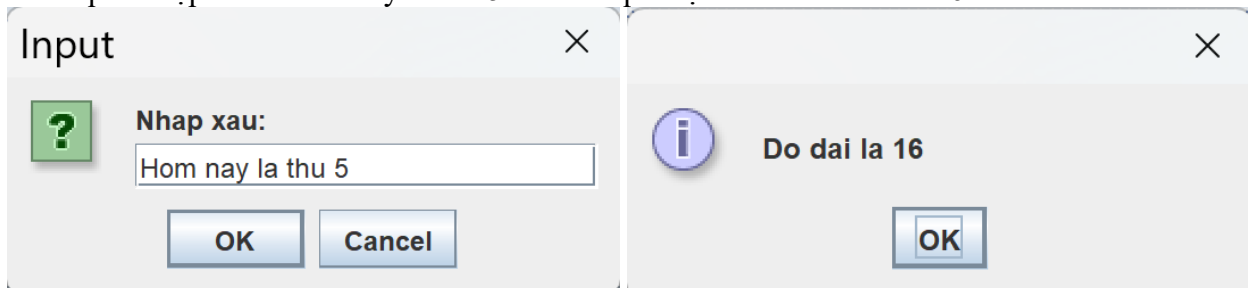 Input
Nhap xau:
Hom nay la thu 5
OK Cancel
Do dai la 16
OK